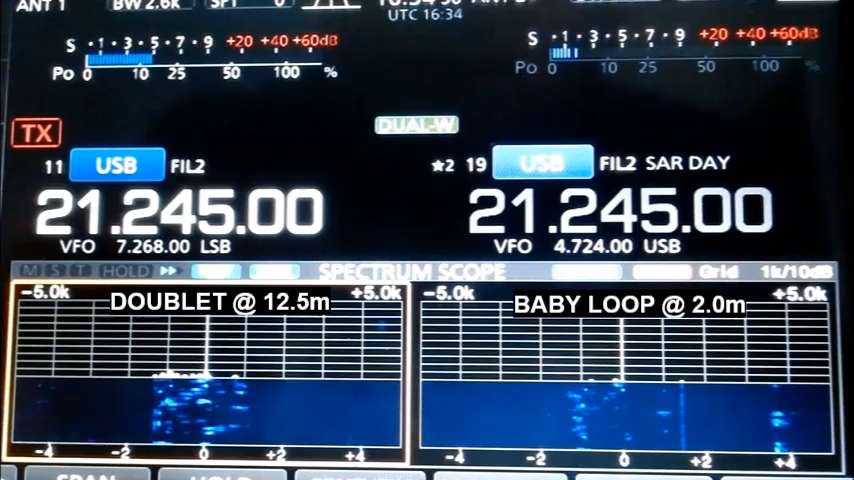 ANT 1 BW 2.6k SFT 0
UTC 16:34
S 1 3 5 7 9 +20 +40 +60dB
Po 0 10 25 50 100 %
S 1 3 5 7 9 +20 +40 +60dB
Po 0 10 25 50 100 %
TX
DUAL-W
11 USB FIL2
★2 19 USB FIL2 SAR DAY
21.245.00
21.245.00
VFO 7.268.00 LSB
VFO 4.724.00 USB
M S T HOLD
SPECTRUM SCOPE
Grid 1k/10dB
-5.0k +5.0k
DOUBLET @ 12.5m
-5.0k +5.0k
BABY LOOP @ 2.0m
-4 -2 0 +2 +4
-4 -2 0 +2 +4
SPAN HOLD